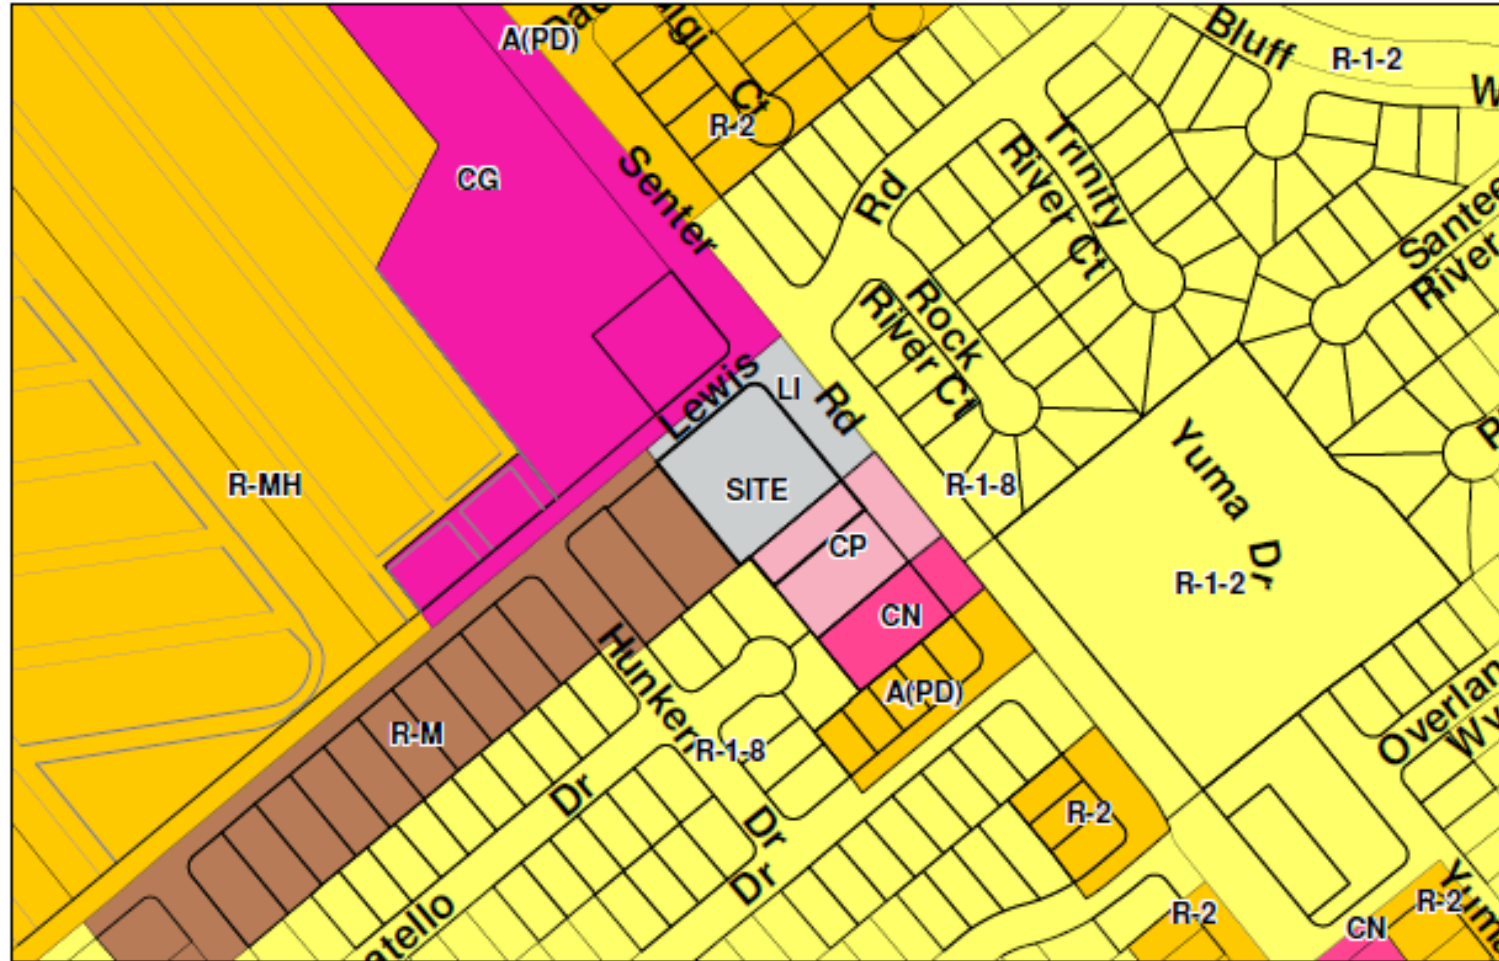 A(PD)
Bluff
R-1-2
Ct
R-2
CG
Senter
Rd
Trinity
River Ct
Santee
River
Rock
River Ct
Lewis
LI
Rd
R-MH
SITE
R-1-8
Yuma
Dr
CP
R-1-2
CN
Hunken
A(PD)
R-M
R-1-8
Dr
Dr
Dr
R-2
R-2
R-2
CN